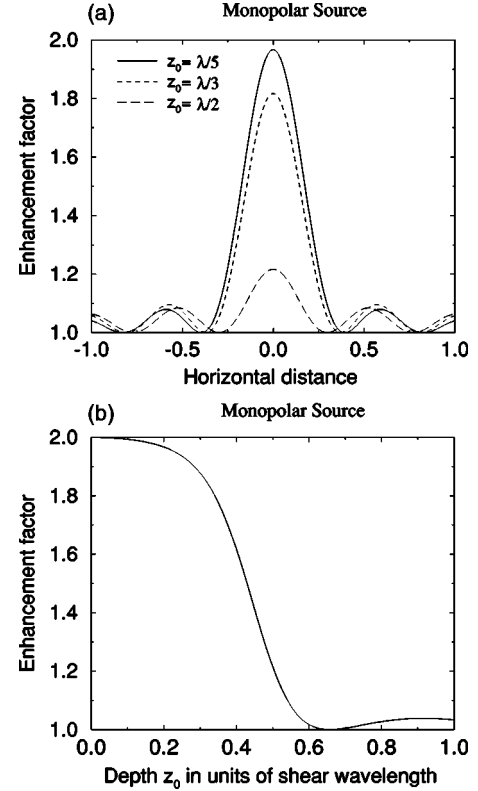 (a) Monopolar Source
2.0
z₀= λ/5
z₀= λ/3
z₀= λ/2
1.8
1.6
1.4
1.2
1.0
Enhancement factor
-1.0 -0.5 0.0 0.5 1.0
Horizontal distance
(b) Monopolar Source
2.0
1.8
1.6
1.4
1.2
1.0
Enhancement factor
0.0 0.2 0.4 0.6 0.8 1.0
Depth z₀ in units of shear wavelength